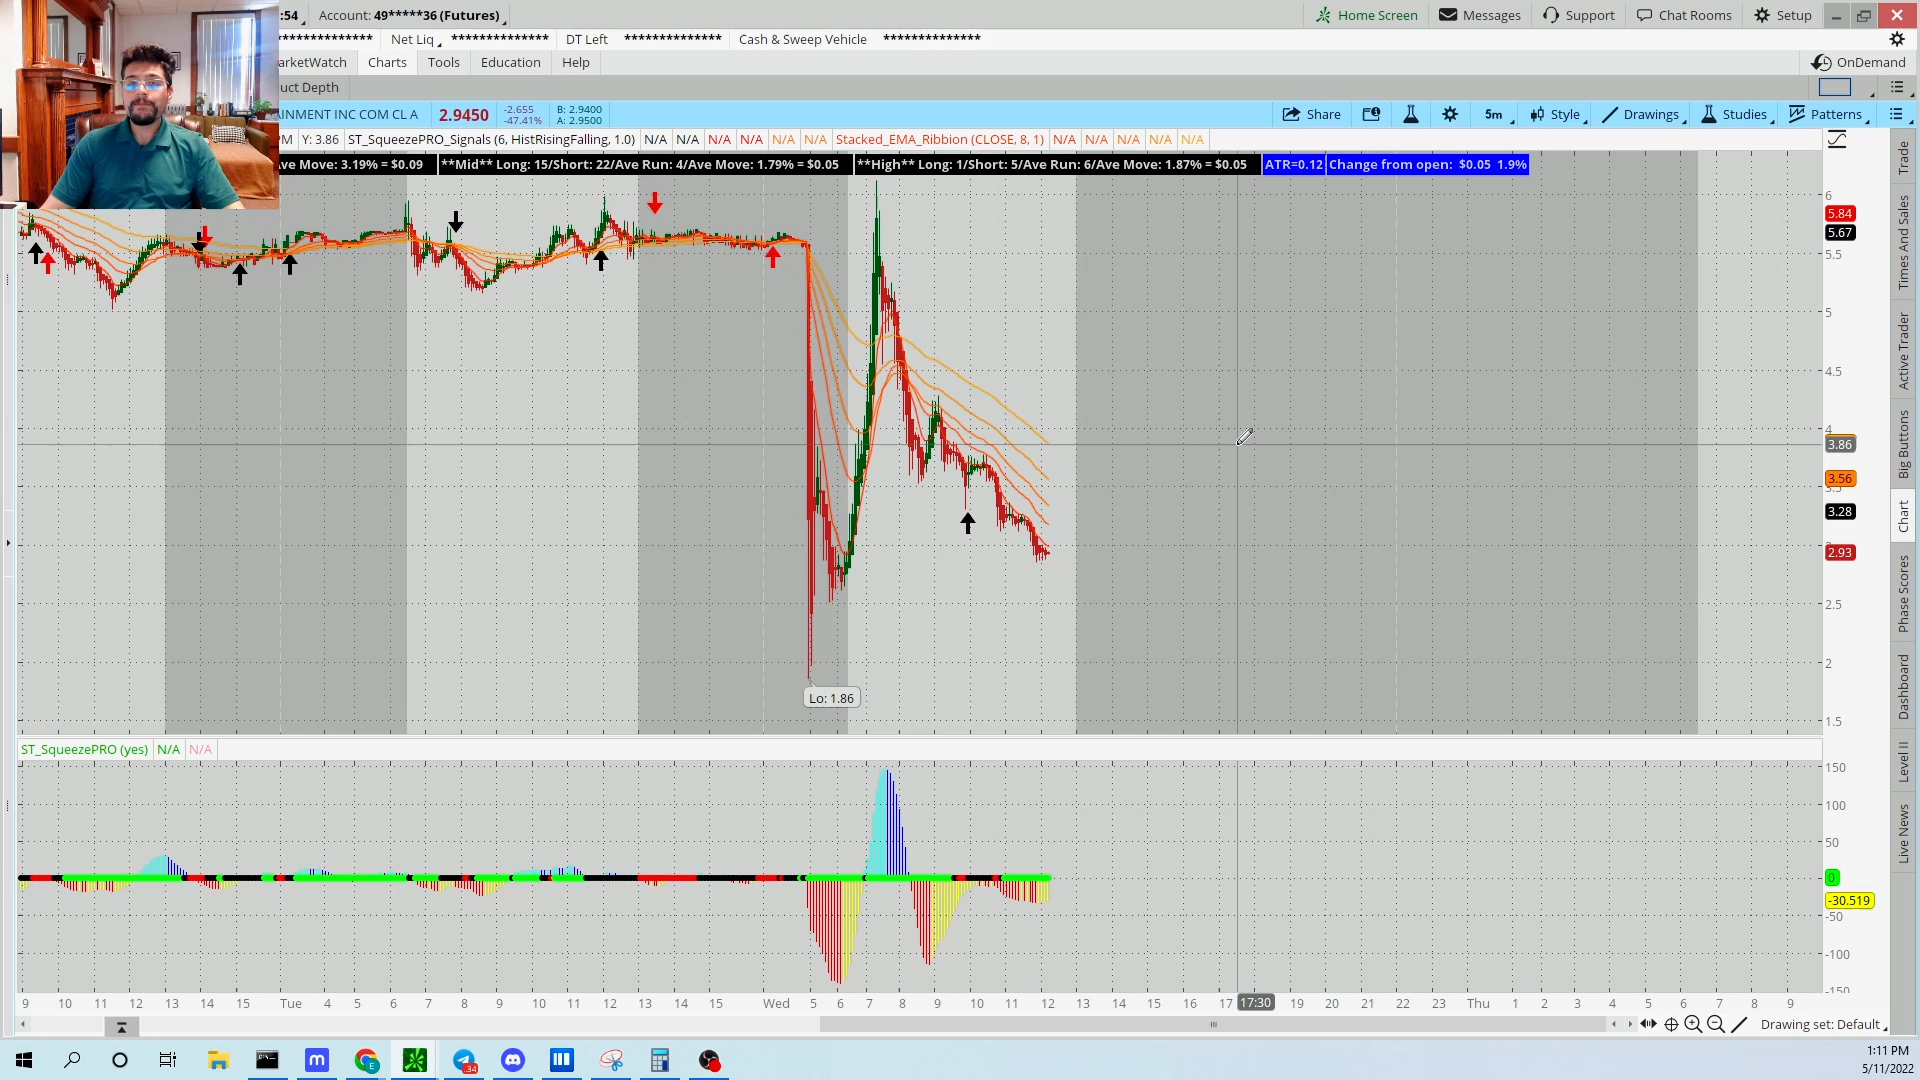 :54 Account: 49*****36 (Futures) Home Screen Messages Support Chat Rooms Setup
*************** Net Liq ************** DT Left ************** Cash & Sweep Vehicle **************
arketWatch Charts Tools Education Help OnDemand
uct Depth
AINMENT INC COM CL A 2.9450 -2.655 -47.41% B: 2.9400 A: 2.9500 Share 5m Style Drawings Studies Patterns
PM Y: 3.86 ST_SqueezePRO_Signals (6, HistRisingFalling, 1.0) N/A N/A N/A N/A N/A N/A Stacked_EMA_Ribbion (CLOSE, 8, 1) N/A N/A N/A N/A N/A
ve Move: 3.19% = $0.09 **Mid** Long: 15/Short: 22/Ave Run: 4/Ave Move: 1.79% = $0.05 **High** Long: 1/Short: 5/Ave Run: 6/Ave Move: 1.87% = $0.05 ATR=0.12 Change from open: $0.05 1.9%
6
5.84
5.67
5.5
5
4.5
4
3.86
3.56
3.28
2.93
2.5
2
1.5
Lo: 1.86
Trade
Times And Sales
Active Trader
Big Buttons
Chart
Phase Scores
Dashboard
Level II
Live News
ST_SqueezePRO (yes) N/A N/A
150
100
50
0
-30.519
-50
-100
-150
9 10 11 12 13 14 15 Tue 4 5 6 7 8 9 10 11 12 13 14 15 Wed 5 6 7 8 9 10 11 12 13 14 15 16 17 17:30 19 20 21 22 23 Thu 1 2 3 4 5 6 7 8 9
Drawing set: Default
34
1:11 PM
5/11/2022